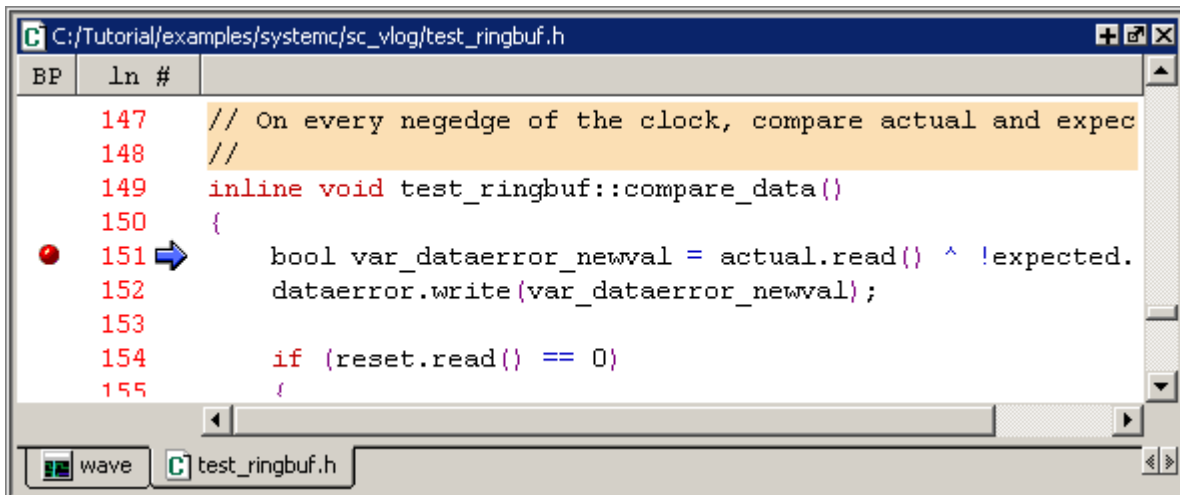 C:/Tutorial/examples/systemc/sc_vlog/test_ringbuf.h
BP ln #
147 // On every negedge of the clock, compare actual and expec
148 //
149 inline void test_ringbuf::compare_data()
150 {
151 bool var_dataerror_newval = actual.read() ^ !expected.
152 dataerror.write(var_dataerror_newval);
153
154 if (reset.read() == 0)
155 {
wave test_ringbuf.h